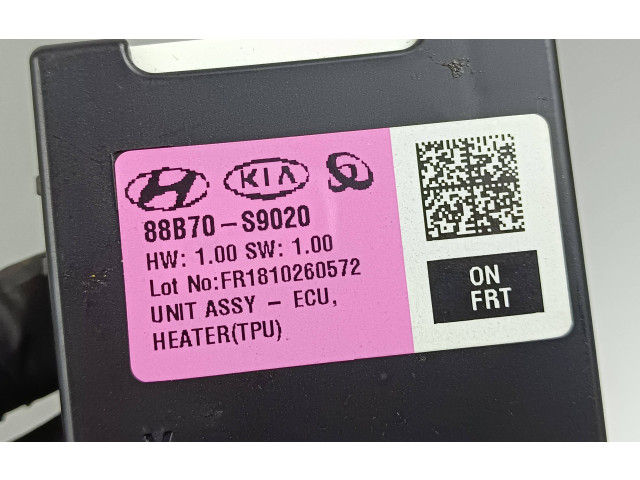 KIA
88B70-S9020
HW: 1.00 SW: 1.00
Lot No:FR1810260572
UNIT ASSY - ECU,
HEATER(TPU)
ON
FRT